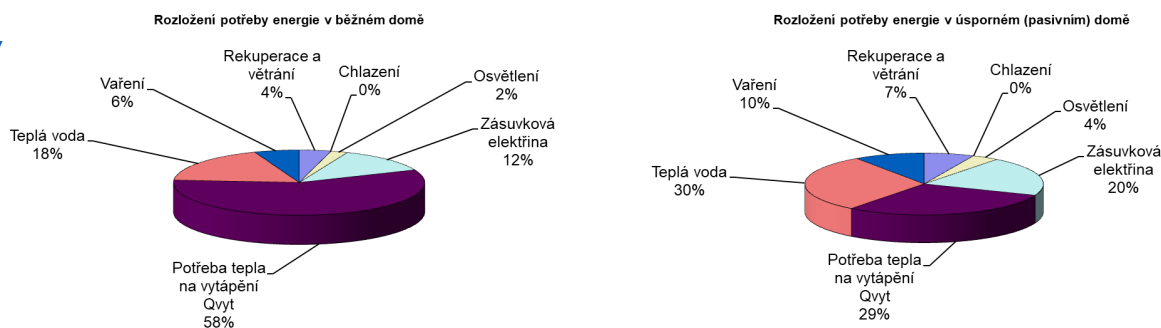 Rozložení potřeby energie v běžném domě
Rekuperace a
větrání
4%
Chlazení
0%
Osvětlení
2%
Vaření
6%
Zásuvková
elektřina
12%
Teplá voda
18%
Potřeba tepla
na vytápění
Qvyt
58%
Rozložení potřeby energie v úsporném (pasivním) domě
Rekuperace a
větrání
7%
Chlazení
0%
Vaření
10%
Osvětlení
4%
Zásuvková
elektřina
20%
Teplá voda
30%
Potřeba tepla
na vytápění
Qvyt
29%